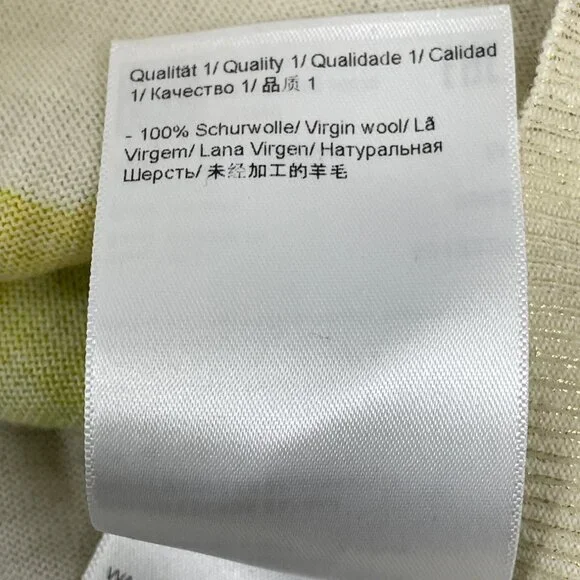 Qualität 1/ Quality 1/ Qualidade 1/ Calidad
1/ Качество 1/ 品质 1
- 100% Schurwolle/ Virgin wool/ Lã
Virgem/ Lana Virgen/ Натуральная
Шерсть/ 未经加工的羊毛